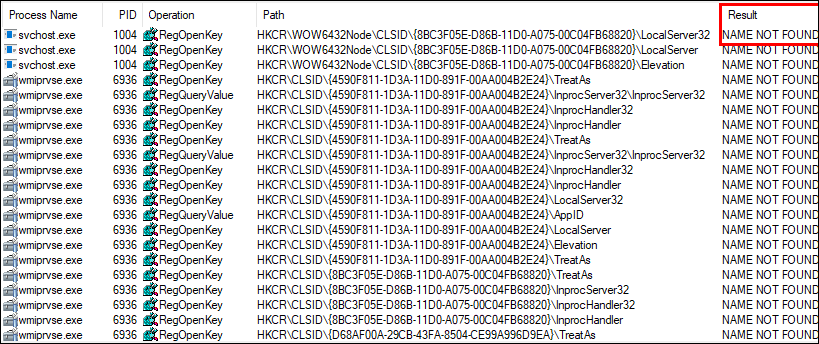 Process Name PID Operation Path Result
svchost.exe 1004 RegOpenKey HKCR\WOW6432Node\CLSID\{8BC3F05E-D86B-11D0-A075-00C04FB68820}\LocalServer32 NAME NOT FOUND
svchost.exe 1004 RegOpenKey HKCR\WOW6432Node\CLSID\{8BC3F05E-D86B-11D0-A075-00C04FB68820}\LocalServer NAME NOT FOUND
svchost.exe 1004 RegOpenKey HKCR\WOW6432Node\CLSID\{8BC3F05E-D86B-11D0-A075-00C04FB68820}\Elevation NAME NOT FOUND
wmiprvse.exe 6936 RegOpenKey HKCR\CLSID\{4590F811-1D3A-11D0-891F-00AA004B2E24}\TreatAs NAME NOT FOUND
wmiprvse.exe 6936 RegQueryValue HKCR\CLSID\{4590F811-1D3A-11D0-891F-00AA004B2E24}\InprocServer32\InprocServer32 NAME NOT FOUND
wmiprvse.exe 6936 RegOpenKey HKCR\CLSID\{4590F811-1D3A-11D0-891F-00AA004B2E24}\InprocHandler32 NAME NOT FOUND
wmiprvse.exe 6936 RegOpenKey HKCR\CLSID\{4590F811-1D3A-11D0-891F-00AA004B2E24}\InprocHandler NAME NOT FOUND
wmiprvse.exe 6936 RegOpenKey HKCR\CLSID\{4590F811-1D3A-11D0-891F-00AA004B2E24}\TreatAs NAME NOT FOUND
wmiprvse.exe 6936 RegQueryValue HKCR\CLSID\{4590F811-1D3A-11D0-891F-00AA004B2E24}\InprocServer32\InprocServer32 NAME NOT FOUND
wmiprvse.exe 6936 RegOpenKey HKCR\CLSID\{4590F811-1D3A-11D0-891F-00AA004B2E24}\InprocHandler32 NAME NOT FOUND
wmiprvse.exe 6936 RegOpenKey HKCR\CLSID\{4590F811-1D3A-11D0-891F-00AA004B2E24}\InprocHandler NAME NOT FOUND
wmiprvse.exe 6936 RegOpenKey HKCR\CLSID\{4590F811-1D3A-11D0-891F-00AA004B2E24}\LocalServer32 NAME NOT FOUND
wmiprvse.exe 6936 RegQueryValue HKCR\CLSID\{4590F811-1D3A-11D0-891F-00AA004B2E24}\AppID NAME NOT FOUND
wmiprvse.exe 6936 RegOpenKey HKCR\CLSID\{4590F811-1D3A-11D0-891F-00AA004B2E24}\LocalServer NAME NOT FOUND
wmiprvse.exe 6936 RegOpenKey HKCR\CLSID\{4590F811-1D3A-11D0-891F-00AA004B2E24}\Elevation NAME NOT FOUND
wmiprvse.exe 6936 RegOpenKey HKCR\CLSID\{8BC3F05E-D86B-11D0-A075-00C04FB68820}\TreatAs NAME NOT FOUND
wmiprvse.exe 6936 RegOpenKey HKCR\CLSID\{8BC3F05E-D86B-11D0-A075-00C04FB68820}\InprocServer32 NAME NOT FOUND
wmiprvse.exe 6936 RegOpenKey HKCR\CLSID\{8BC3F05E-D86B-11D0-A075-00C04FB68820}\InprocHandler32 NAME NOT FOUND
wmiprvse.exe 6936 RegOpenKey HKCR\CLSID\{8BC3F05E-D86B-11D0-A075-00C04FB68820}\InprocHandler NAME NOT FOUND
wmiprvse.exe 6936 RegOpenKey HKCR\CLSID\{D68AF00A-29CB-43FA-8504-CE99A996D9EA}\TreatAs NAME NOT FOUND